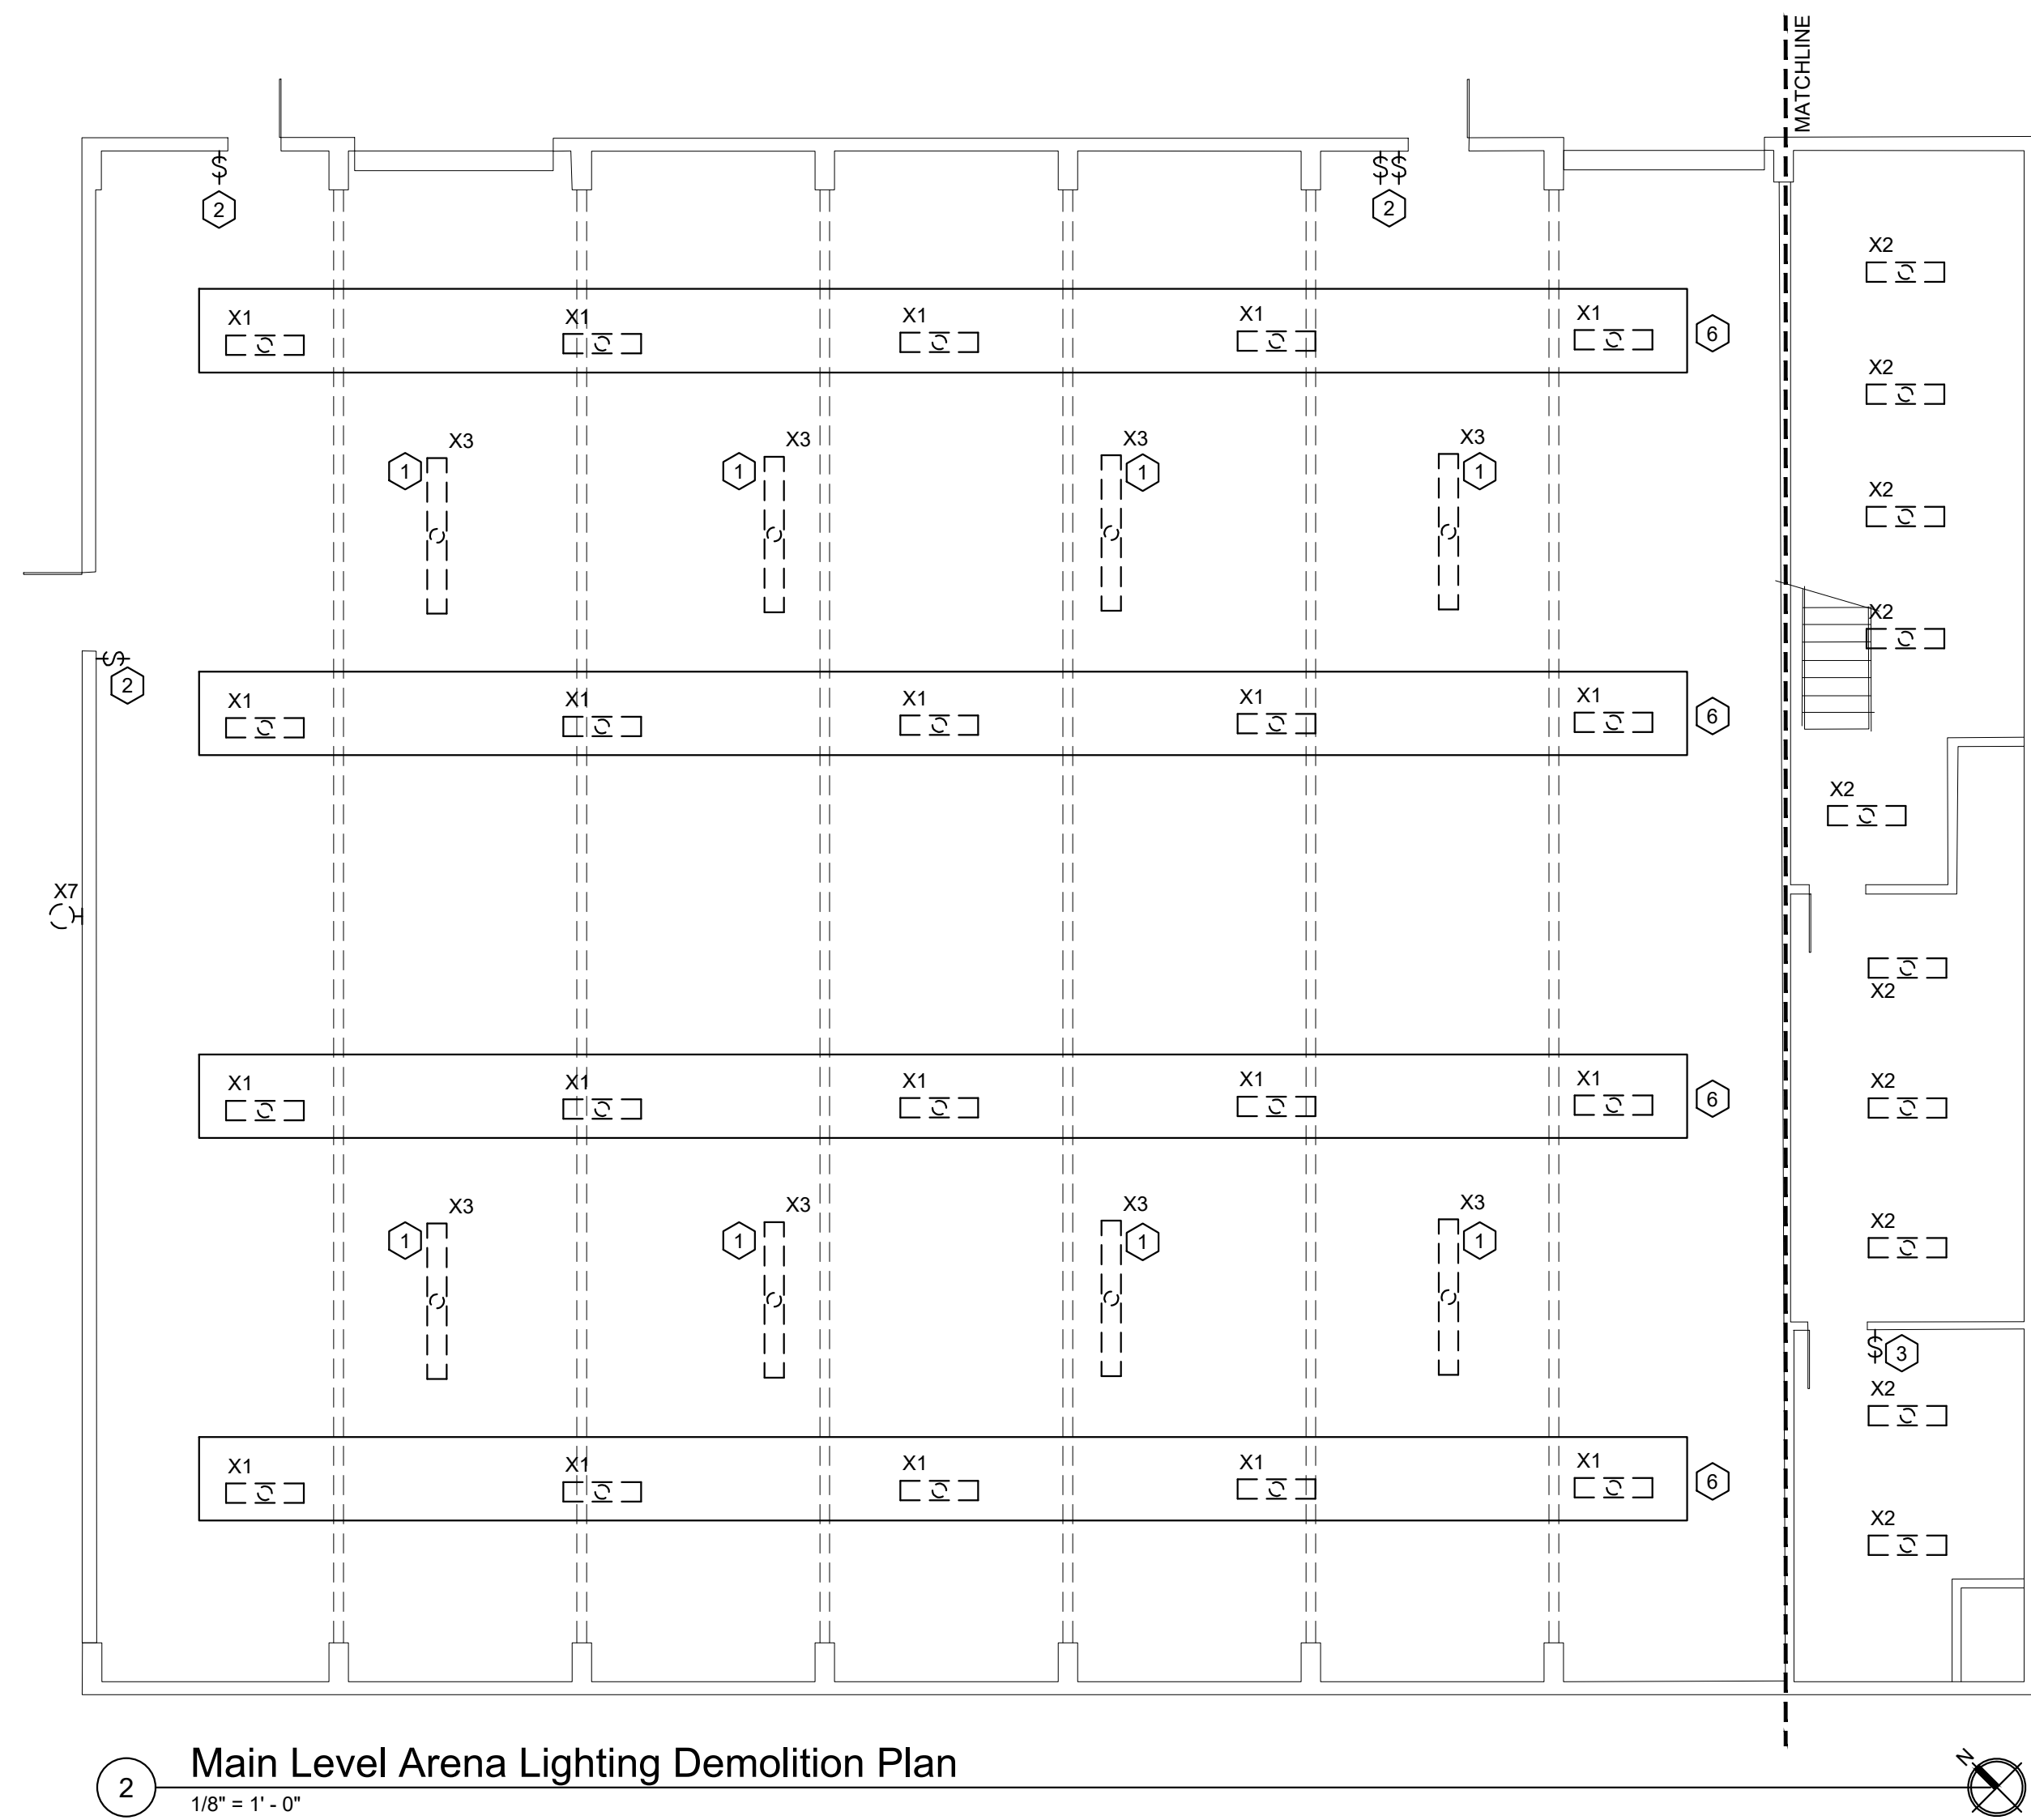 MATCHLINE
$ $ $
2 2
X2
X1 X1 X1 X1 X1 6
X2
X3 X3 X3 X3
1 1 1 1
X2
X2
$
2
X1 X1 X1 X1 X1 6
X2
X7
X2
X1 X1 X1 X1 X1 6
X2
X3 X3 X3 X3
1 1 1 1
X2
$ 3
X2
X1 X1 X1 X1 X1 6
X2
2 Main Level Arena Lighting Demolition Plan
1/8" = 1' - 0"
N